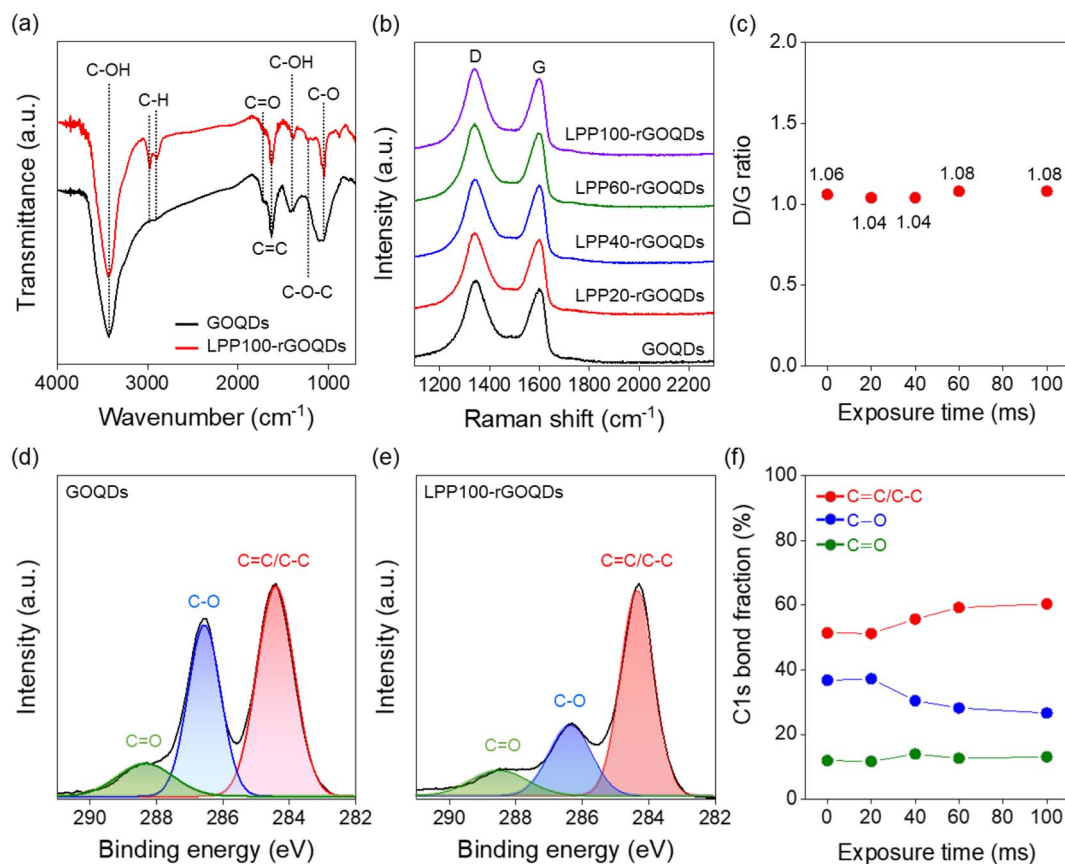 (a)
C-OH
C-H
C=O
C-OH
C-O
C=C
C-O-C
GOQDs
LPP100-rGOQDs
Transmittance (a.u.)
4000 3000 2000 1000
Wavenumber (cm⁻¹)
(b)
D G
LPP100-rGOQDs
LPP60-rGOQDs
LPP40-rGOQDs
LPP20-rGOQDs
GOQDs
Intensity (a.u.)
1200 1400 1600 1800 2000 2200
Raman shift (cm⁻¹)
(c)
2.0
1.5
1.0
0.5
0.0
D/G ratio
1.06 1.04 1.04 1.08 1.08
0 20 40 60 80 100
Exposure time (ms)
(d)
GOQDs
C=C/C-C
C-O
C=O
Intensity (a.u.)
290 288 286 284 282
Binding energy (eV)
(e)
LPP100-rGOQDs
C=C/C-C
C-O
C=O
Intensity (a.u.)
290 288 286 284 282
Binding energy (eV)
(f)
100
80
60
40
20
0
C1s bond fraction (%)
C=C/C-C
C–O
C=O
0 20 40 60 80 100
Exposure time (ms)